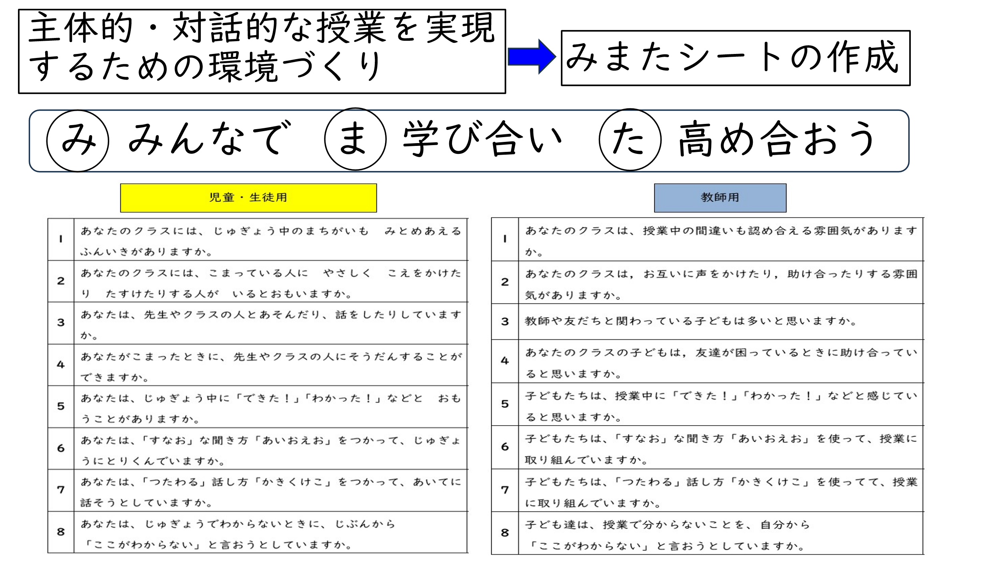 主体的・対話的な授業を実現
するための環境づくり
みまたシートの作成
み みんなで ま 学び合い た 高め合おう
児童・生徒用
1 あなたのクラスには、じゅぎょう中のまちがいも　みとめあえる
ふんいきがありますか。
2 あなたのクラスには、こまっている人に　やさしく　こえをかけた
り　たすけたりする人が　いるとおもいますか。
3 あなたは、先生やクラスの人とあそんだり、話をしたりしています
か。
4 あなたがこまったときに、先生やクラスの人にそうだんすることが
できますか。
5 あなたは、じゅぎょう中に「できた！」「わかった！」などと　おも
うことがありますか。
6 あなたは、「すなお」な聞き方「あいおえお」をつかって、じゅぎょ
うにとりくんでいますか。
7 あなたは、「つたわる」話し方「かきくけこ」をつかって、あいてに
話そうとしていますか。
8 あなたは、じゅぎょうでわからないときに、じぶんから
「ここがわからない」と言おうとしていますか。
教師用
1 あなたのクラスは、授業中の間違いも認め合える雰囲気があります
か。
2 あなたのクラスは，お互いに声をかけたり，助け合ったりする雰囲
気がありますか。
3 教師や友だちと関わっている子どもは多いと思いますか。
4 あなたのクラスの子どもは，友達が困っているときに助け合ってい
ると思いますか。
5 子どもたちは、授業中に「できた！」「わかった！」などと感じてい
ると思いますか。
6 子どもたちは、「すなお」な聞き方「あいおえお」を使って、授業に
取り組んでいますか。
7 子どもたちは、「つたわる」話し方「かきくけこ」を使ってて、授業
に取り組んでいますか。
8 子ども達は、授業で分からないことを、自分から
「ここがわからない」と言おうとしていますか。